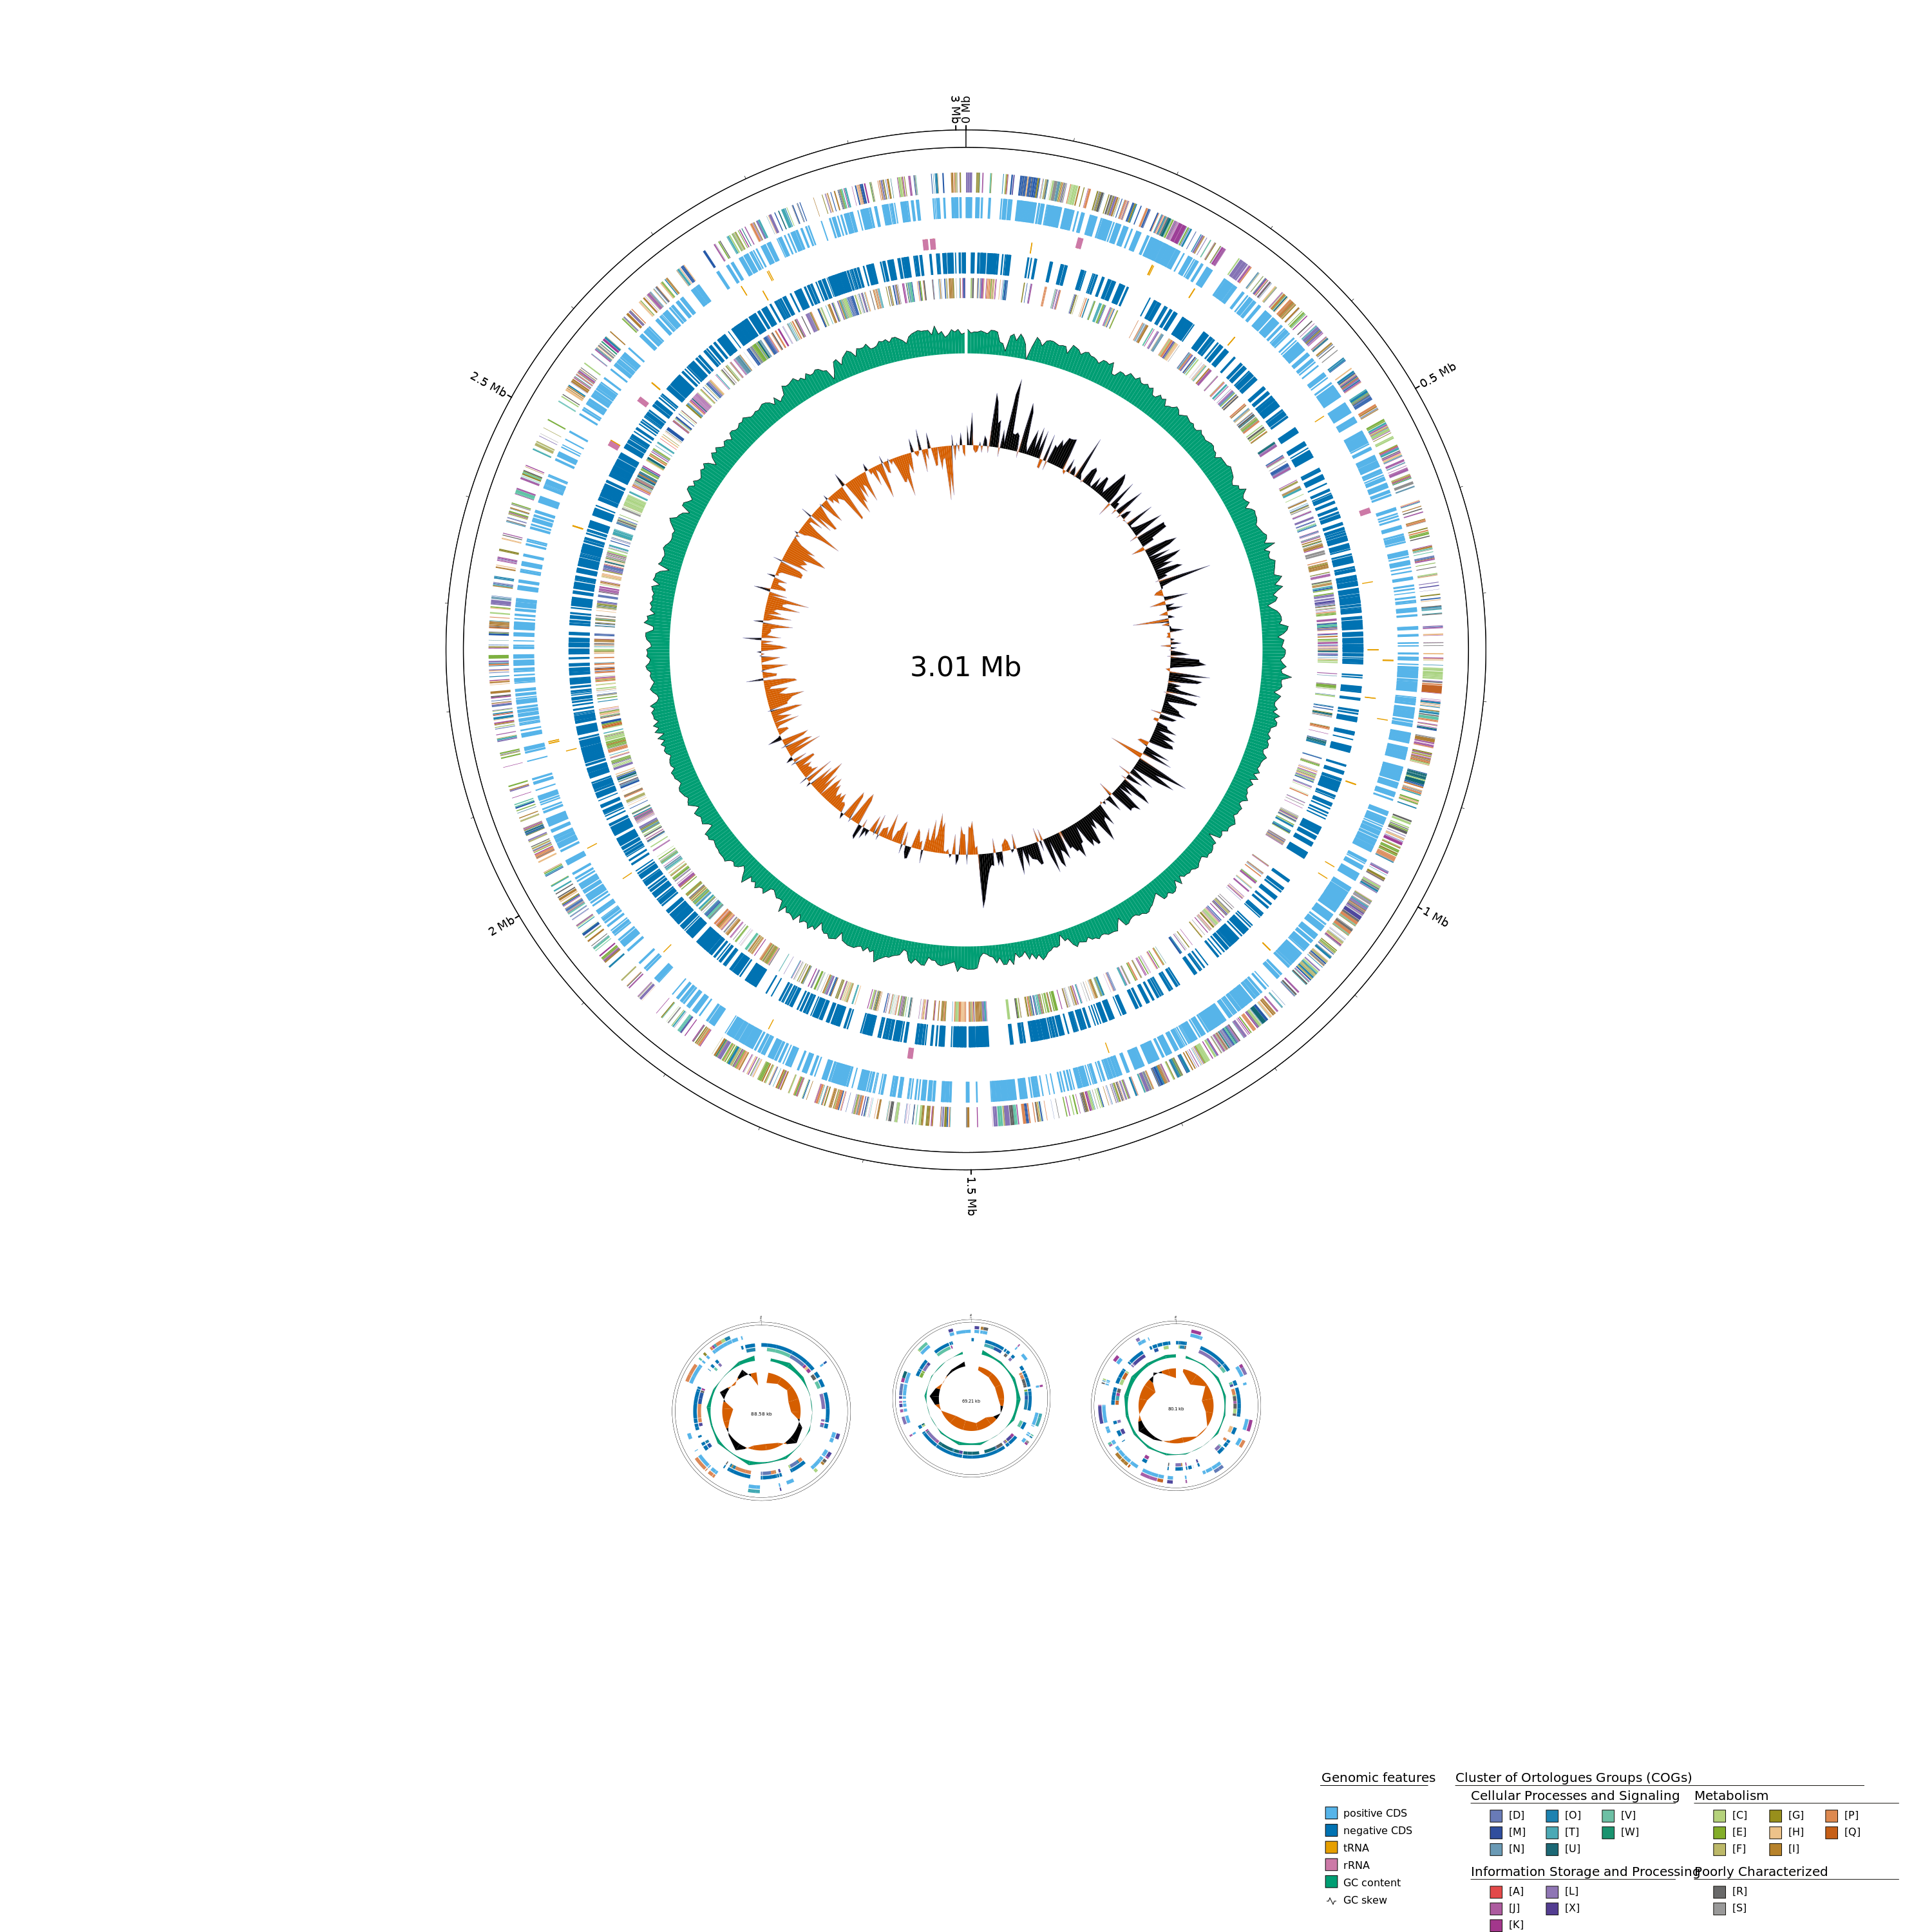 3 Mb
0 Mb
0.5 Mb
2.5 Mb
3.01 Mb
1 Mb
2 Mb
1.5 Mb
88.58 kb
69.21 kb
80.1 kb
Genomic features
positive CDS
negative CDS
tRNA
rRNA
GC content
GC skew
Cluster of Ortologues Groups (COGs)
Cellular Processes and Signaling
[D] [O] [V]
[M] [T] [W]
[N] [U]
Metabolism
[C] [G] [P]
[E] [H] [Q]
[F] [I]
Information Storage and Processing
[A] [L]
[J] [X]
[K]
Poorly Characterized
[R]
[S]